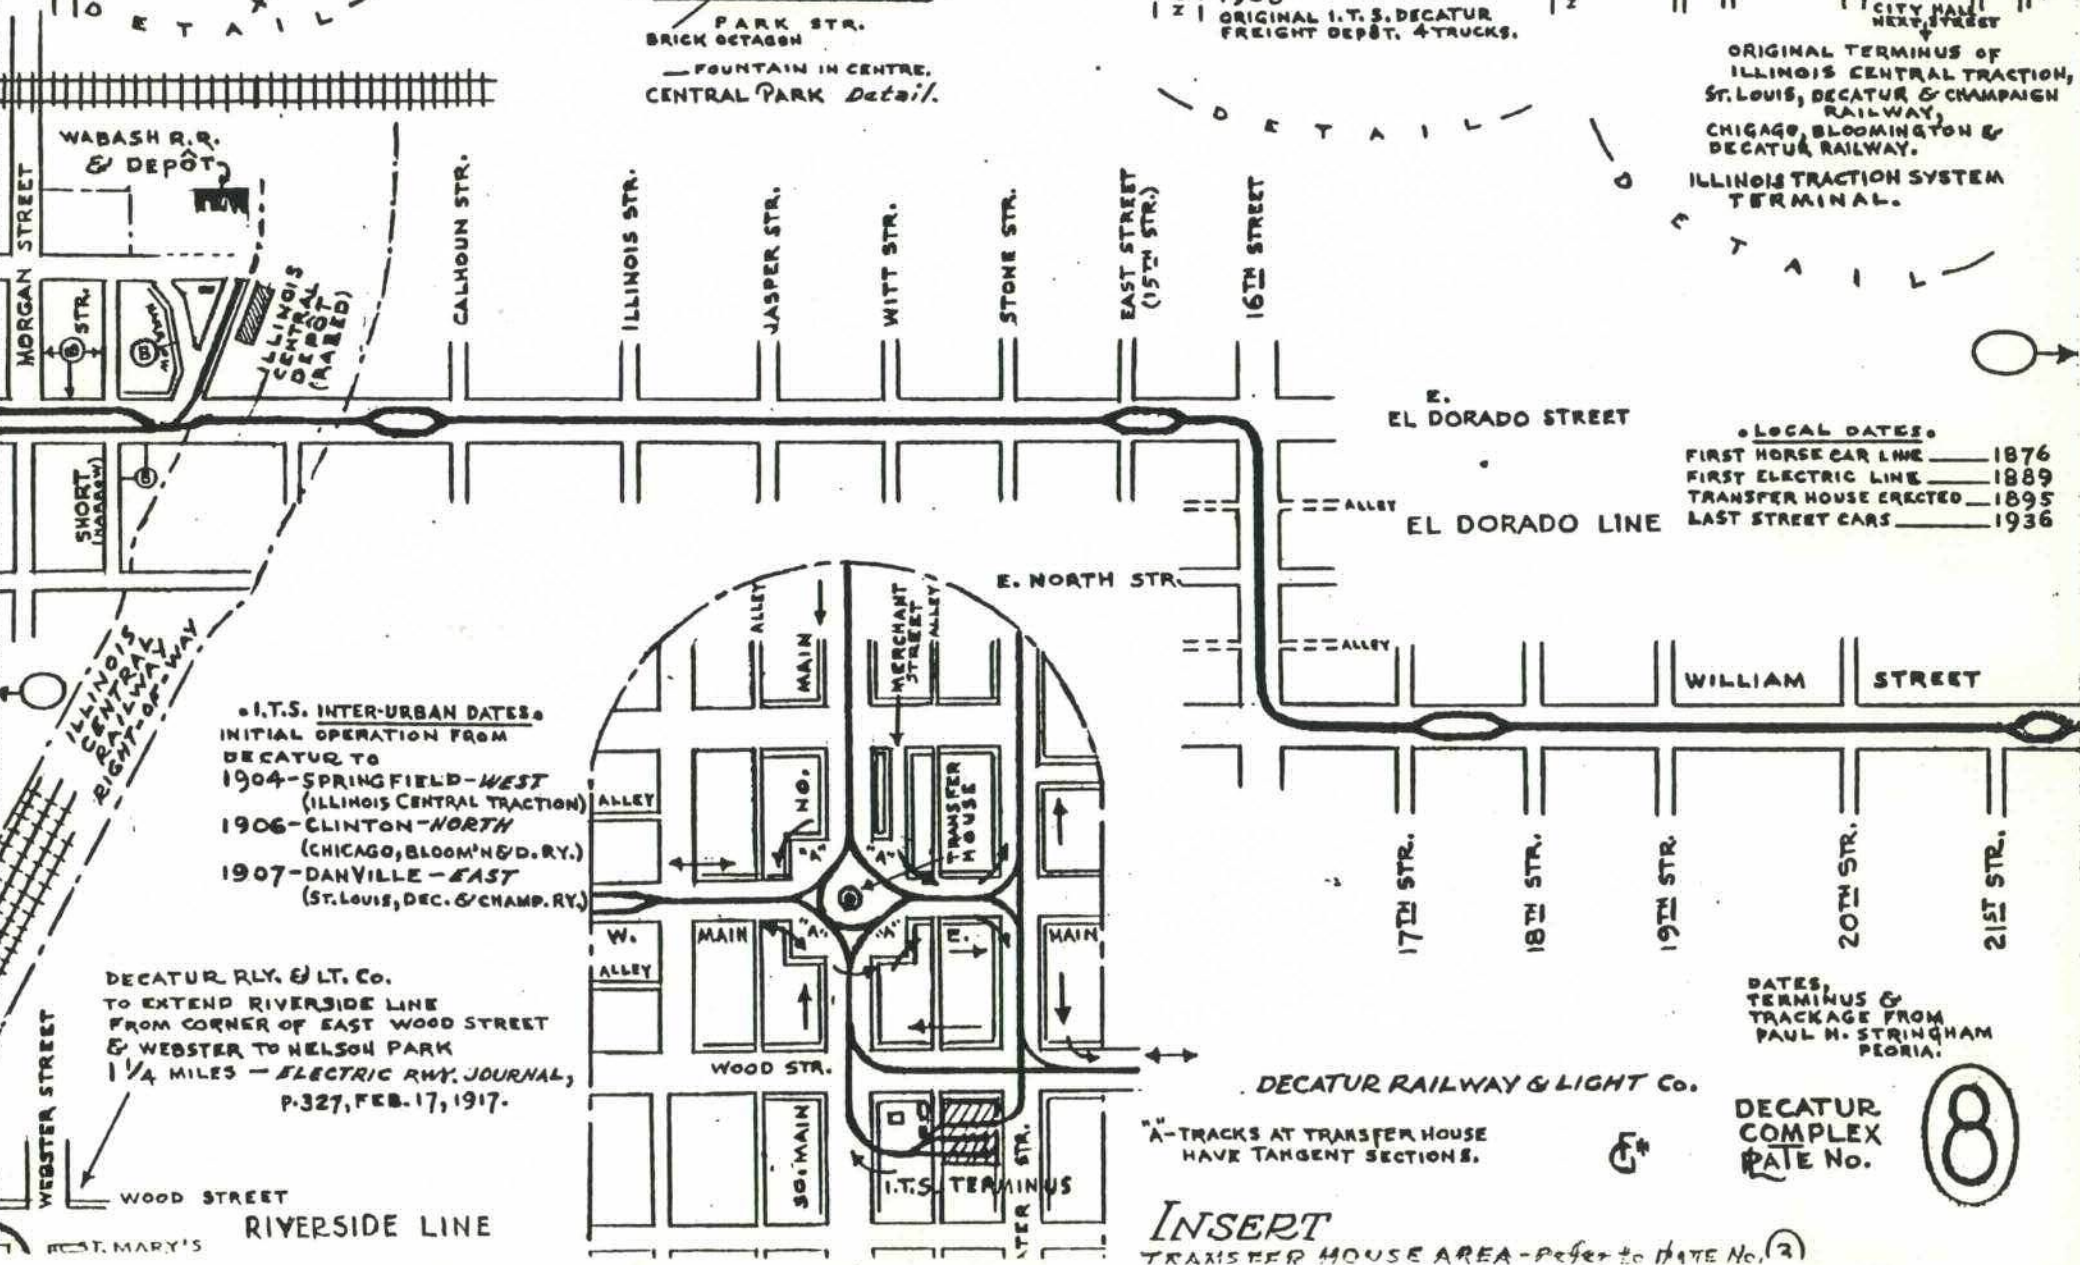 DETAIL
PARK STR.
BRICK OCTAGON
FOUNTAIN IN CENTRE.
CENTRAL PARK Detail.
ORIGINAL I.T.S. DECATUR
FREIGHT DEPÔT. 4 TRUCKS.
DETAIL
CITY HALL
NEXT STREET
ORIGINAL TERMINUS OF
ILLINOIS CENTRAL TRACTION,
ST. LOUIS, DECATUR & CHAMPAIGN
RAILWAY,
CHICAGO, BLOOMINGTON &
DECATUR RAILWAY.
ILLINOIS TRACTION SYSTEM
TERMINAL.
DETAIL
WABASH R.R.
& DEPÔT
MORGAN STREET
STR.
B
B
ILLINOIS
CENTRAL
DEPÔT
(RAZED)
CALHOUN STR.
ILLINOIS STR.
JASPER STR.
WITT STR.
STONE STR.
EAST STREET
(15TH STR.)
16TH STREET
E.
EL DORADO STREET
• LOCAL DATES •
FIRST HORSE CAR LINE 1876
FIRST ELECTRIC LINE 1889
TRANSFER HOUSE ERECTED 1895
LAST STREET CARS 1936
SHORT
(NARROW)
B
ALLEY
EL DORADO LINE
E. NORTH STR.
ALLEY
WILLIAM STREET
17TH STR.
18TH STR.
19TH STR.
20TH STR.
21ST STR.
ILLINOIS
CENTRAL
RAILWAY
RIGHT-OF-WAY
• I.T.S. INTER-URBAN DATES •
INITIAL OPERATION FROM
DECATUR TO
1904-SPRINGFIELD-WEST
(ILLINOIS CENTRAL TRACTION)
1906-CLINTON-NORTH
(CHICAGO, BLOOM'N & D. RY.)
1907-DANVILLE-EAST
(ST. LOUIS, DEC. & CHAMP. RY.)
ALLEY
MAIN
MERCHANT
STREET
ALLEY
ALLEY
NO.
TRANSFER
HOUSE
"A"
"A"
"A"
"A"
W. MAIN E. MAIN
ALLEY
WOOD STR.
SO. MAIN
I.T.S. TERMINUS
TER STR.
DECATUR RLY. & LT. CO.
TO EXTEND RIVERSIDE LINE
FROM CORNER OF EAST WOOD STREET
& WEBSTER TO NELSON PARK
1 1/4 MILES — ELECTRIC RWY. JOURNAL,
P. 327, FEB. 17, 1917.
WEBSTER STREET
WOOD STREET
RIVERSIDE LINE
ST. MARY'S
DATES,
TERMINUS &
TRACKAGE FROM
PAUL H. STRINGHAM
PEORIA.
DECATUR RAILWAY & LIGHT CO.
"A"-TRACKS AT TRANSFER HOUSE
HAVE TANGENT SECTIONS.
DECATUR
COMPLEX
PLATE No.
8
INSERT
TRANSFER HOUSE AREA - Refer to PLATE No. 3